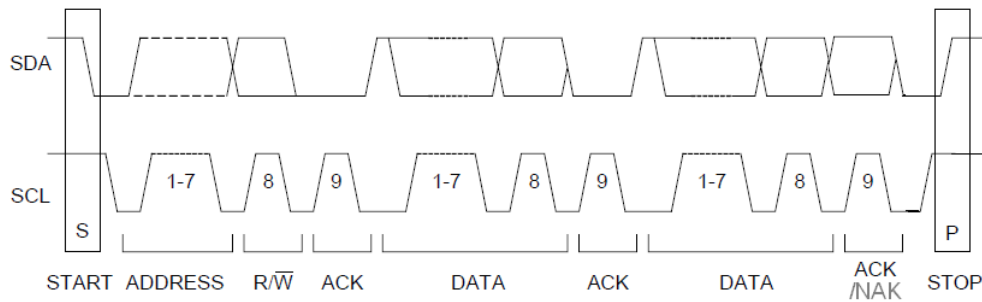 SDA
SCL
1-7 8 9 1-7 8 9 1-7 8 9
S P
START ADDRESS R/W̅ ACK DATA ACK DATA ACK /NAK STOP